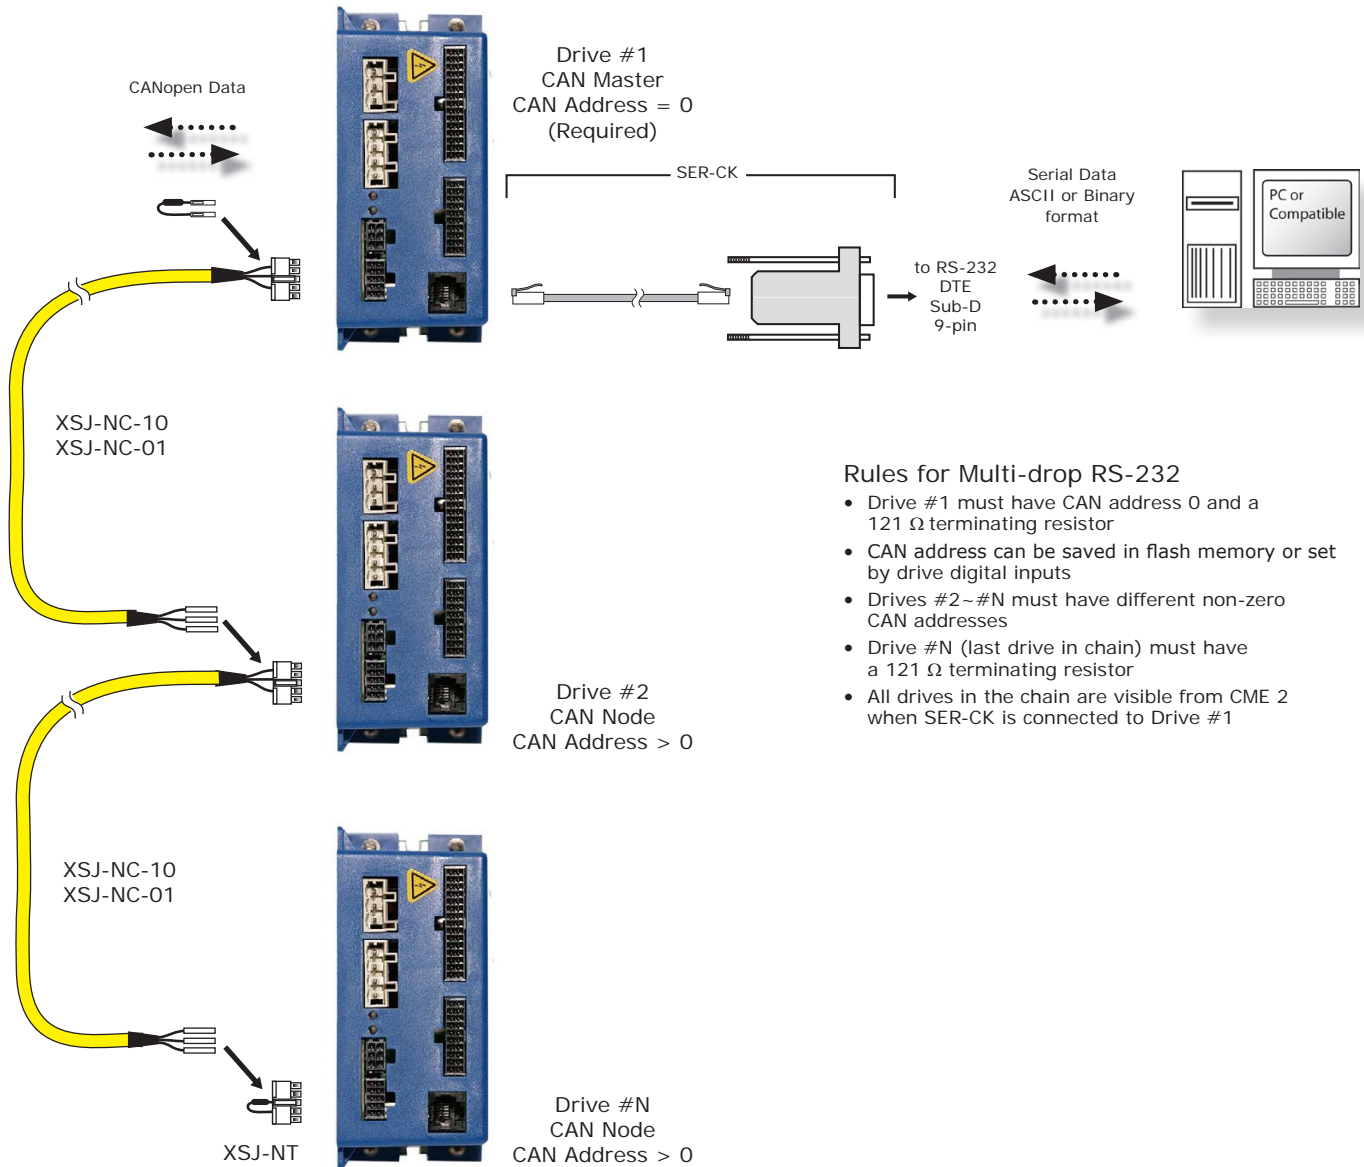 Drive #1
CAN Master
CAN Address = 0
(Required)
CANopen Data
SER-CK
Serial Data
ASCII or Binary
format
PC or
Compatible
to RS-232
DTE
Sub-D
9-pin
XSJ-NC-10
XSJ-NC-01
Rules for Multi-drop RS-232
• Drive #1 must have CAN address 0 and a
121 Ω terminating resistor
• CAN address can be saved in flash memory or set
by drive digital inputs
• Drives #2~#N must have different non-zero
CAN addresses
• Drive #N (last drive in chain) must have
a 121 Ω terminating resistor
• All drives in the chain are visible from CME 2
when SER-CK is connected to Drive #1
Drive #2
CAN Node
CAN Address > 0
XSJ-NC-10
XSJ-NC-01
XSJ-NT
Drive #N
CAN Node
CAN Address > 0